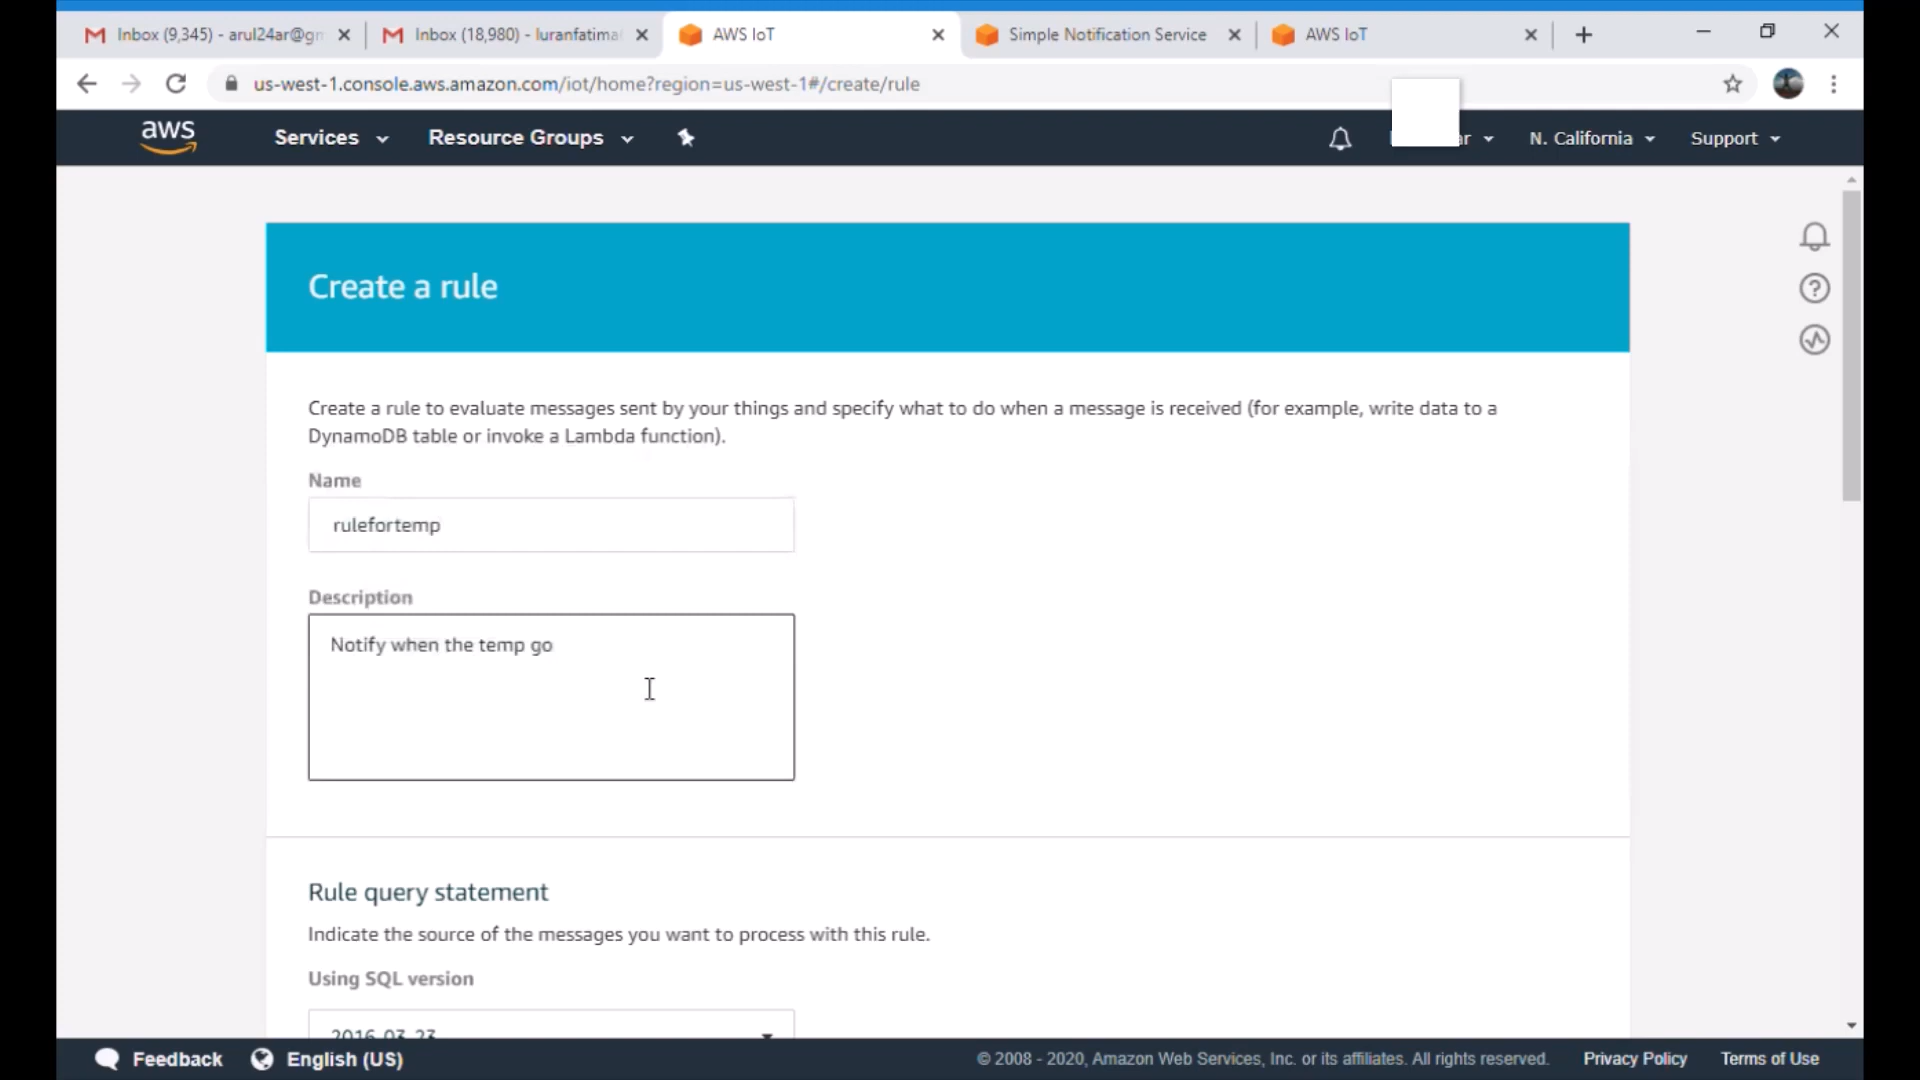 Inbox (9,345) - arul24ar@gm
Inbox (18,980) - luranfatima
AWS IoT
Simple Notification Service
AWS IoT
us-west-1.console.aws.amazon.com/iot/home?region=us-west-1#/create/rule
aws
Services
Resource Groups
ar
N. California
Support
Create a rule
Create a rule to evaluate messages sent by your things and specify what to do when a message is received (for example, write data to a
DynamoDB table or invoke a Lambda function).
Name
rulefortemp
Description
Notify when the temp go
Rule query statement
Indicate the source of the messages you want to process with this rule.
Using SQL version
2016-03-23
Feedback
English (US)
© 2008 - 2020, Amazon Web Services, Inc. or its affiliates. All rights reserved.
Privacy Policy
Terms of Use